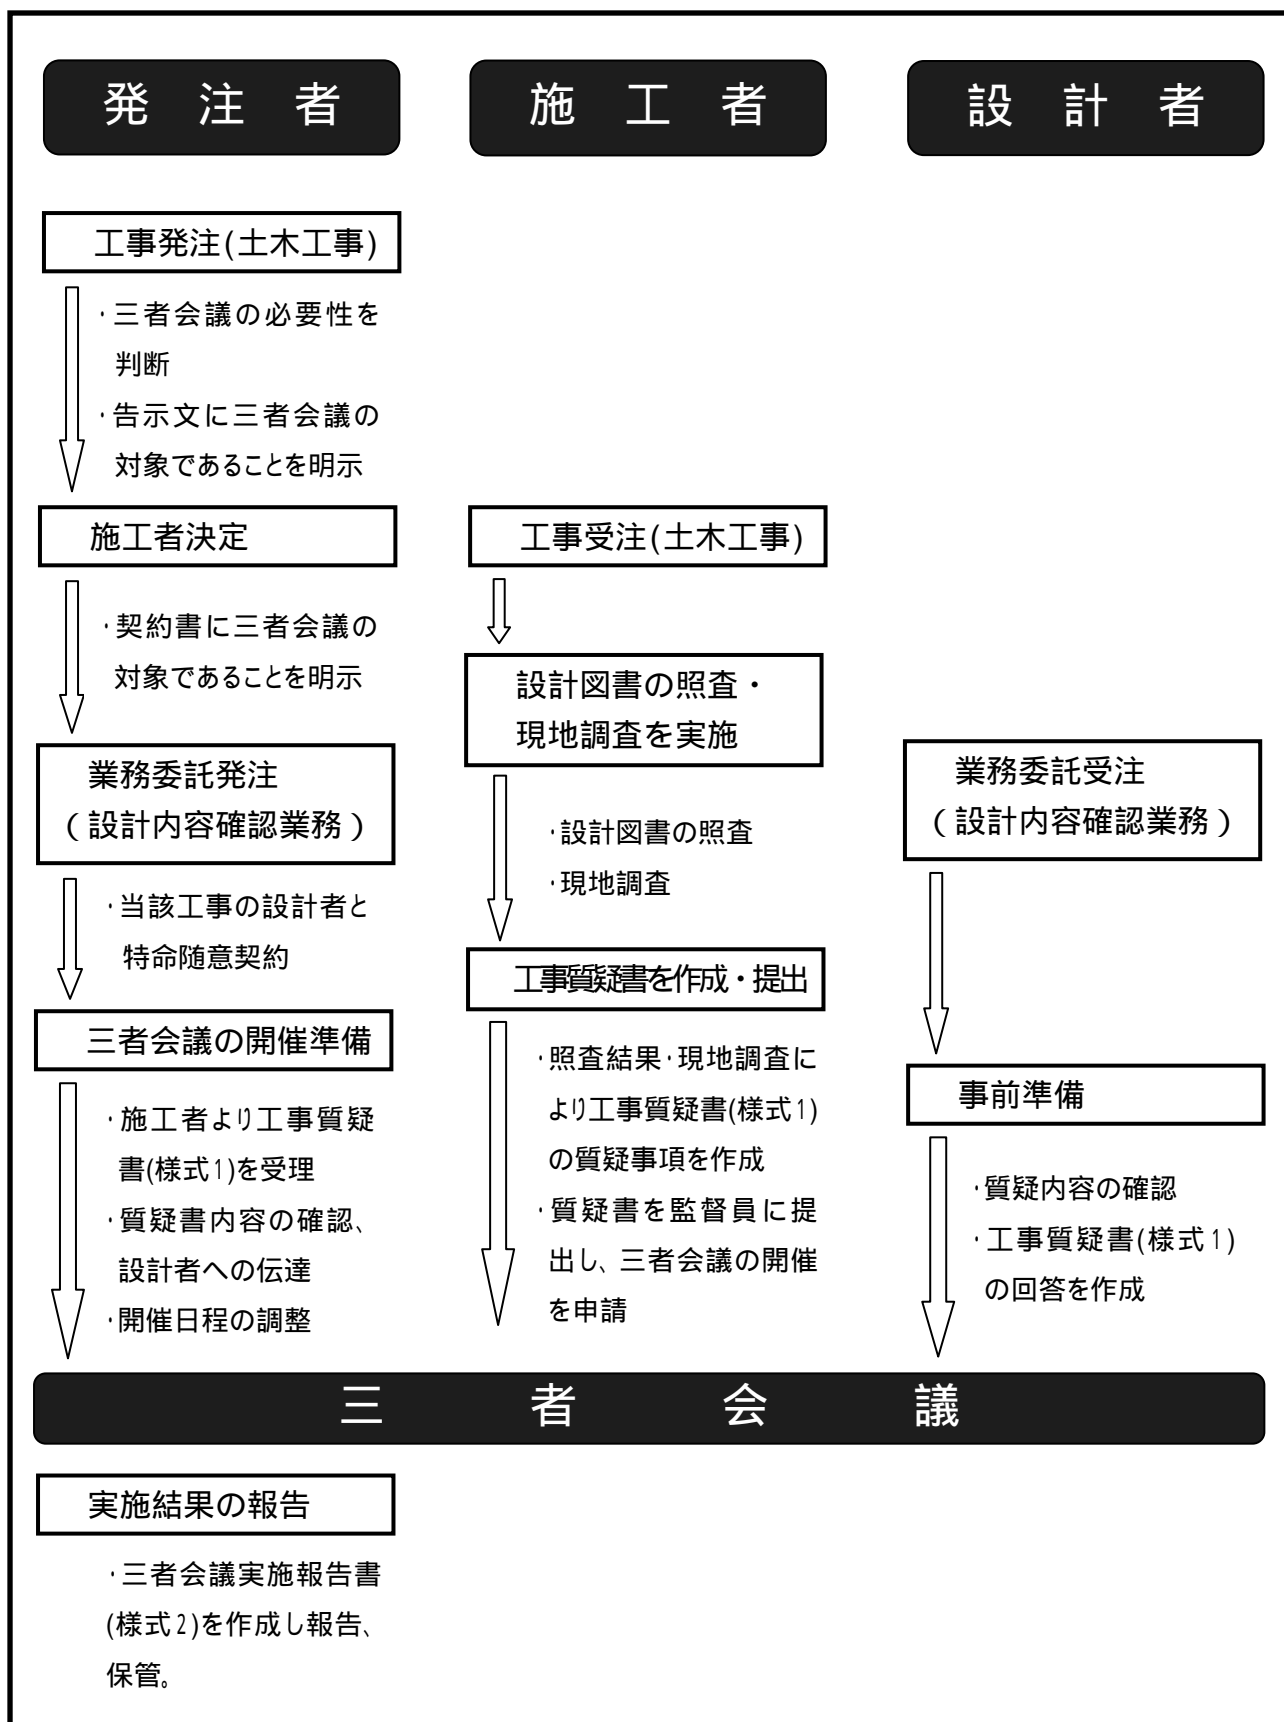 発注者
施工者
設計者
工事発注(土木工事)
・三者会議の必要性を
判断
・告示文に三者会議の
対象であることを明示
施工者決定
・契約書に三者会議の
対象であることを明示
業務委託発注
(設計内容確認業務)
・当該工事の設計者と
特命随意契約
三者会議の開催準備
・施工者より工事質疑
書(様式1)を受理
・質疑書内容の確認、
設計者への伝達
・開催日程の調整
工事受注(土木工事)
設計図書の照査・
現地調査を実施
・設計図書の照査
・現地調査
工事質疑書を作成・提出
・照査結果・現地調査に
より工事質疑書(様式1)
の質疑事項を作成
・質疑書を監督員に提
出し、三者会議の開催
を申請
業務委託受注
(設計内容確認業務)
事前準備
・質疑内容の確認
・工事質疑書(様式1)
の回答を作成
三者会議
実施結果の報告
・三者会議実施報告書
(様式2)を作成し報告、
保管。